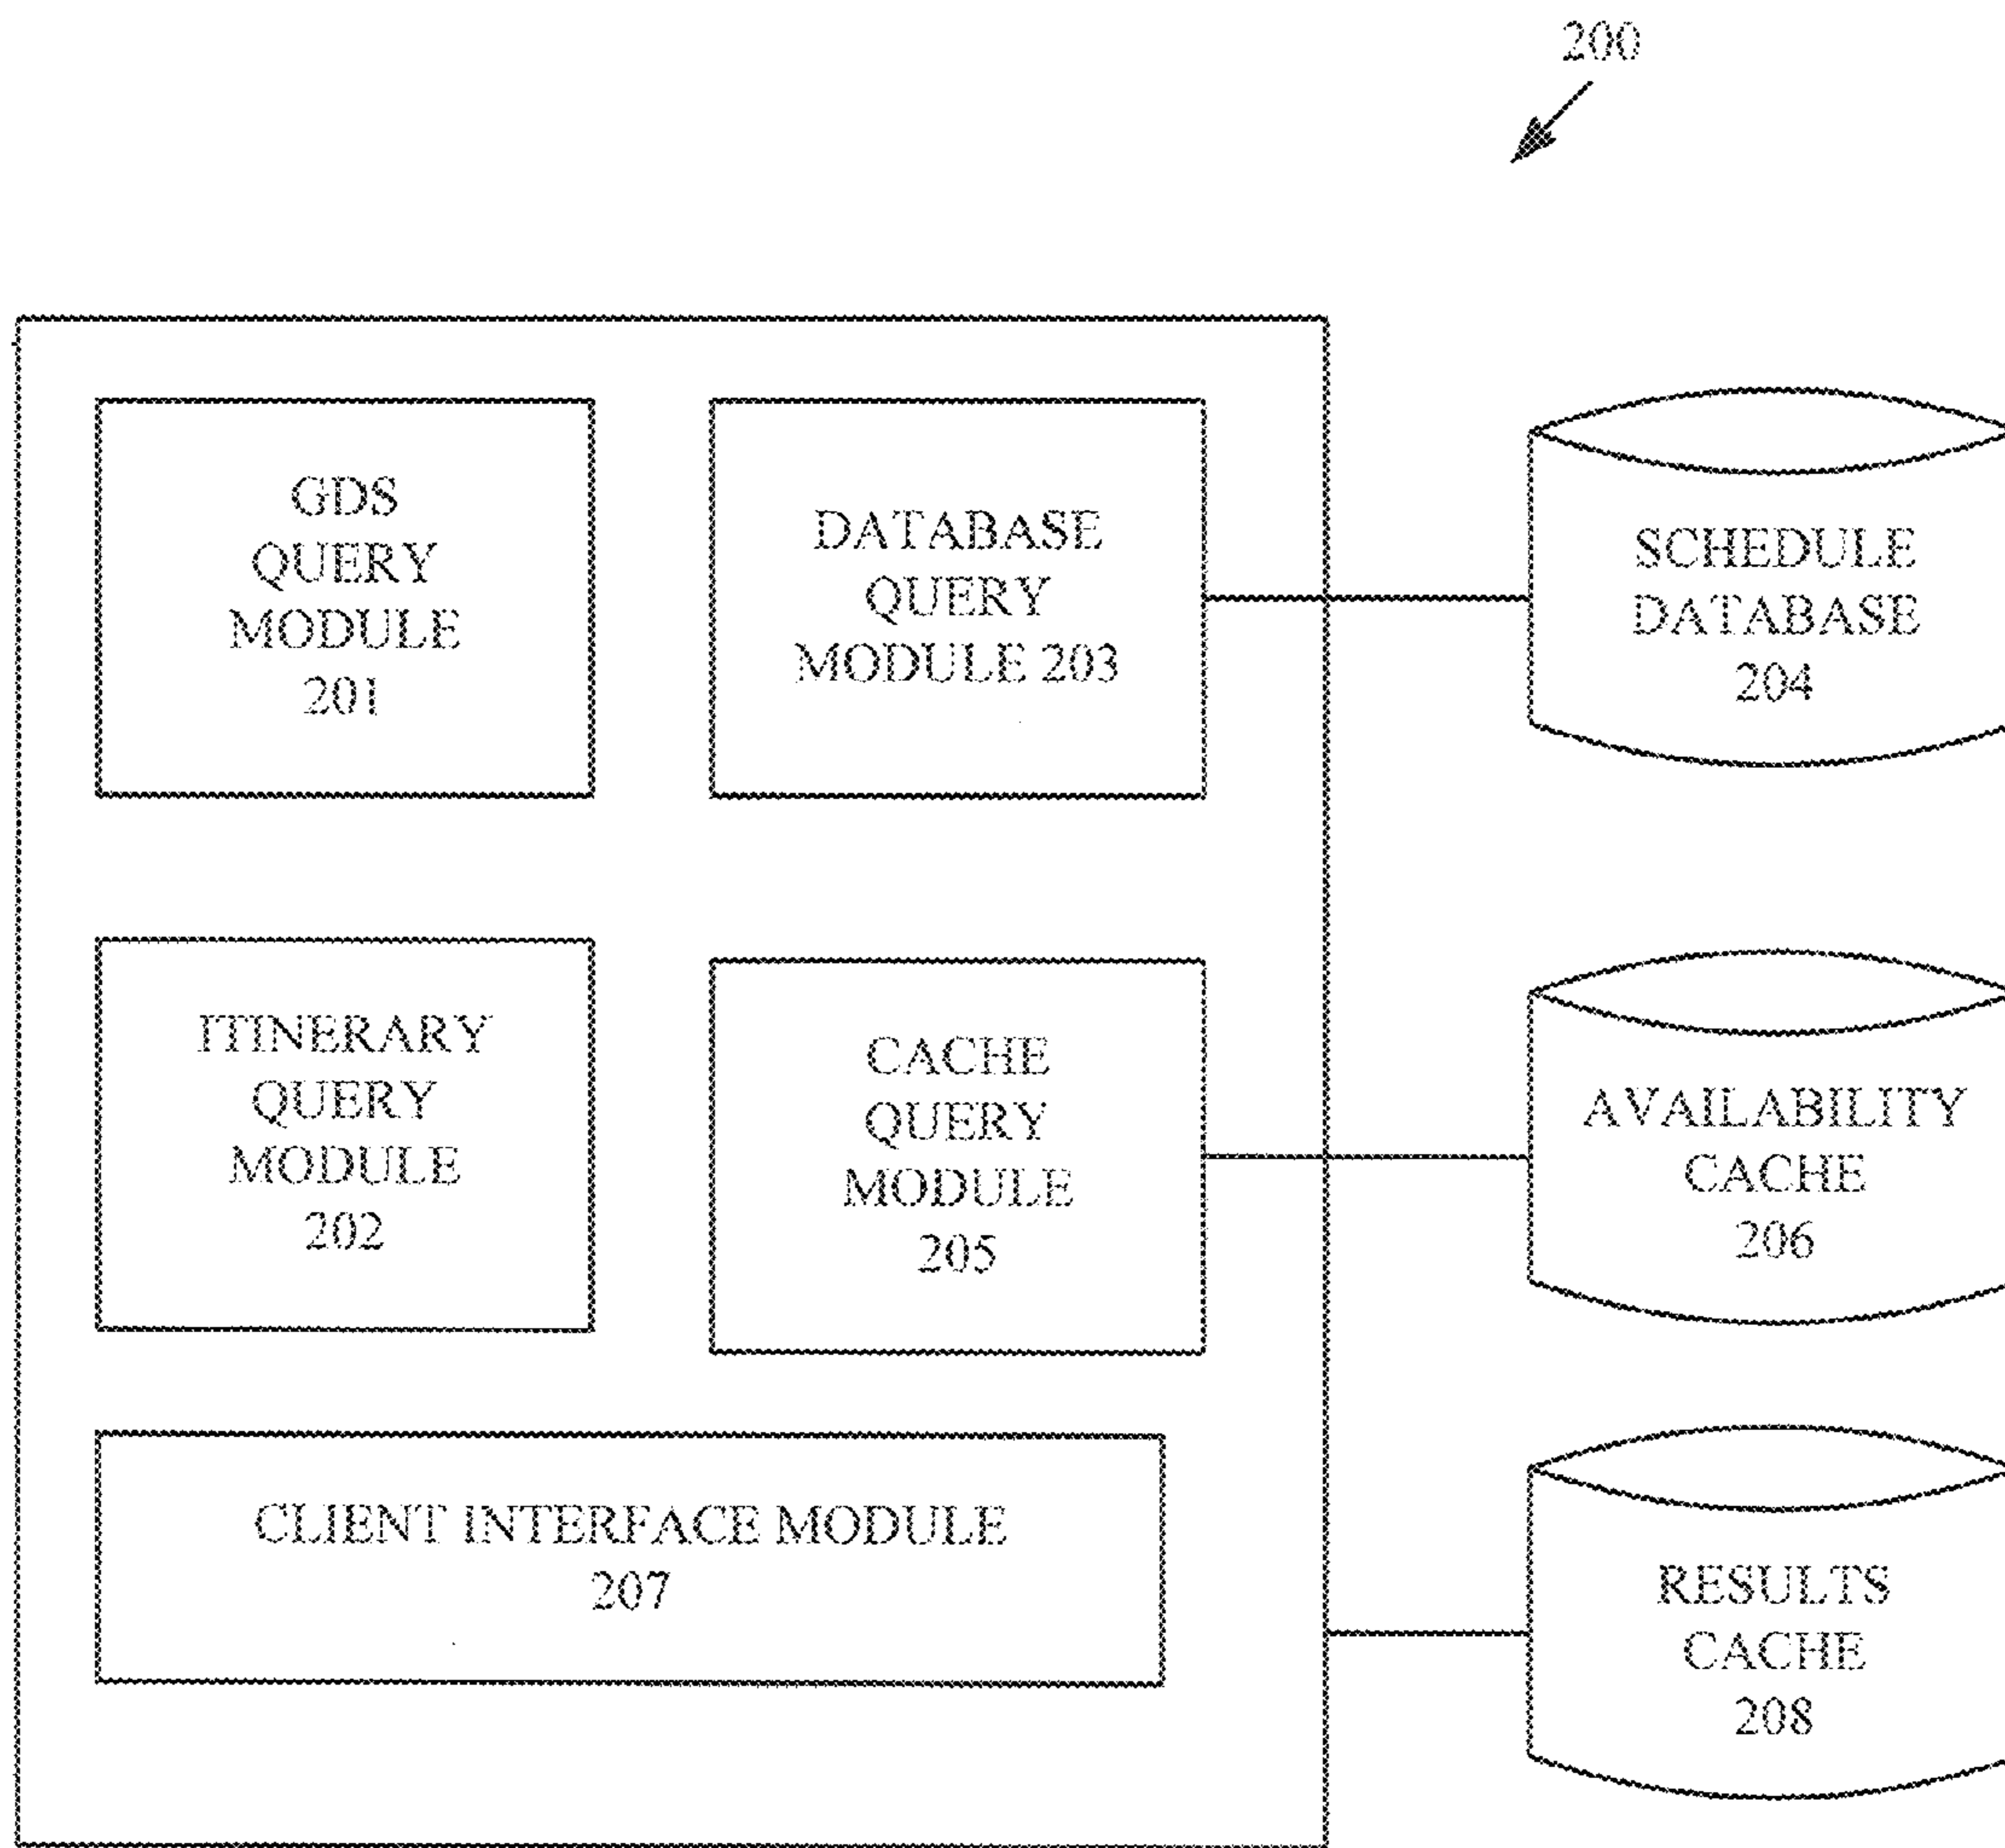 200
GDS
QUERY
MODULE
201
DATABASE
QUERY
MODULE 203
SCHEDULE
DATABASE
204
ITINERARY
QUERY
MODULE
202
CACHE
QUERY
MODULE
205
AVAILABILITY
CACHE
206
CLIENT INTERFACE MODULE
207
RESULTS
CACHE
208